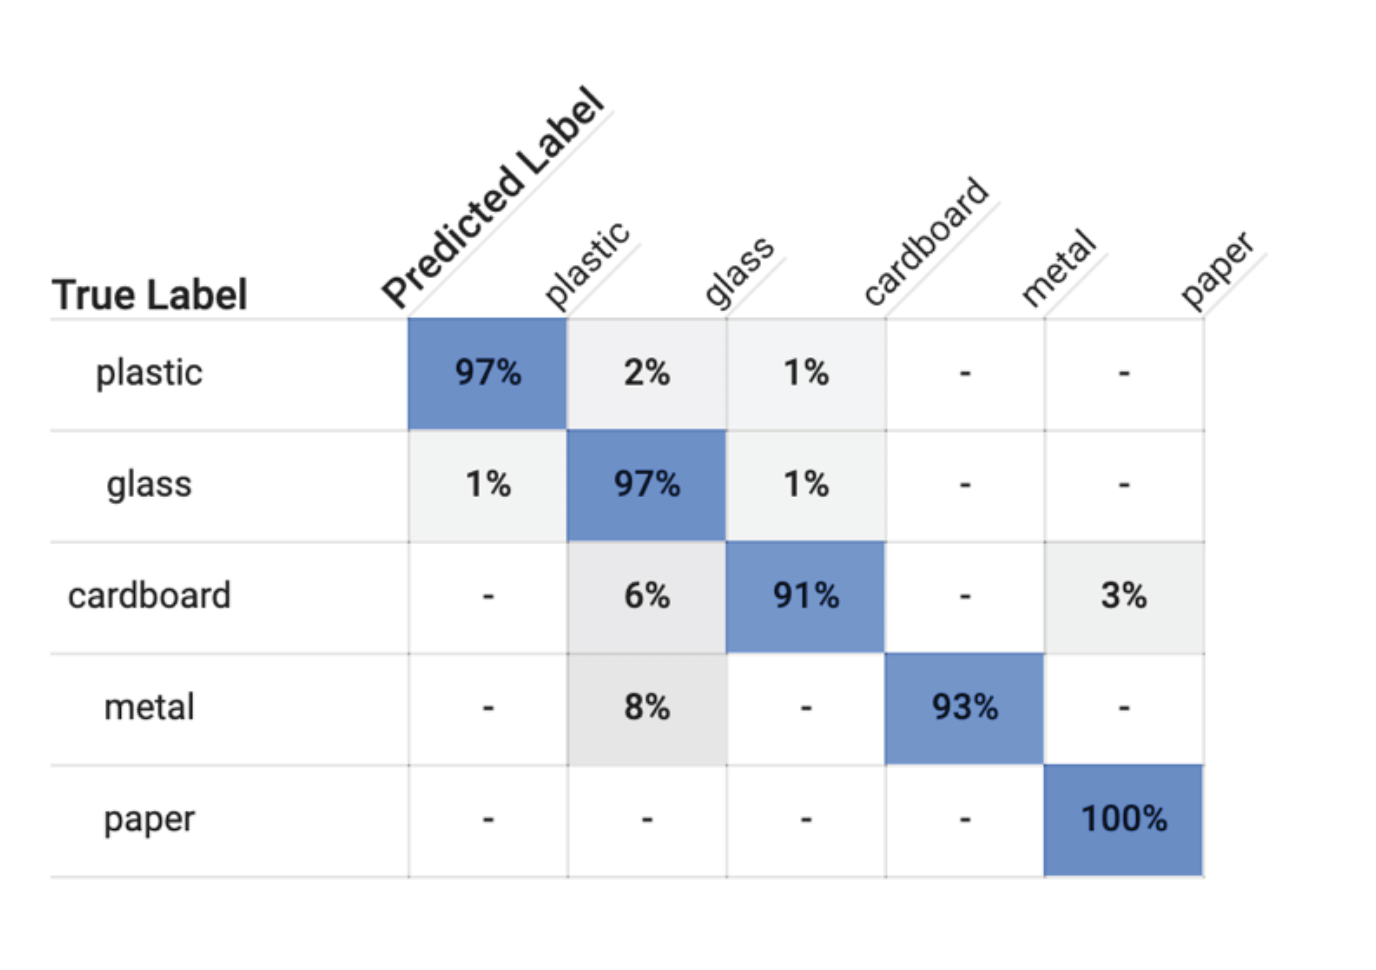 Predicted Label
plastic
glass
cardboard
metal
paper
True Label
plastic 97% 2% 1% - -
glass 1% 97% 1% - -
cardboard - 6% 91% - 3%
metal - 8% - 93% -
paper - - - - 100%